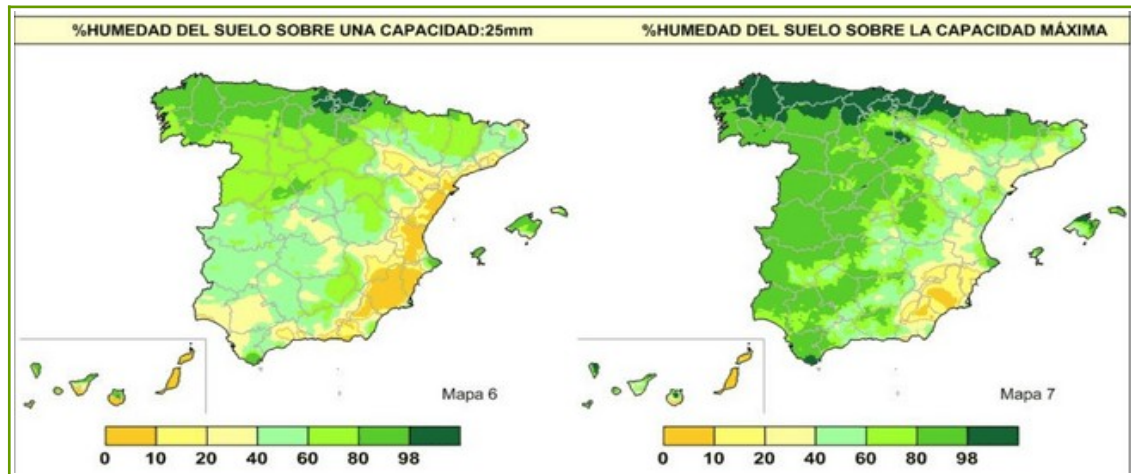 %HUMEDAD DEL SUELO SOBRE UNA CAPACIDAD:25mm
%HUMEDAD DEL SUELO SOBRE LA CAPACIDAD MÁXIMA
Mapa 6
Mapa 7
0 10 20 40 60 80 98
0 10 20 40 60 80 98